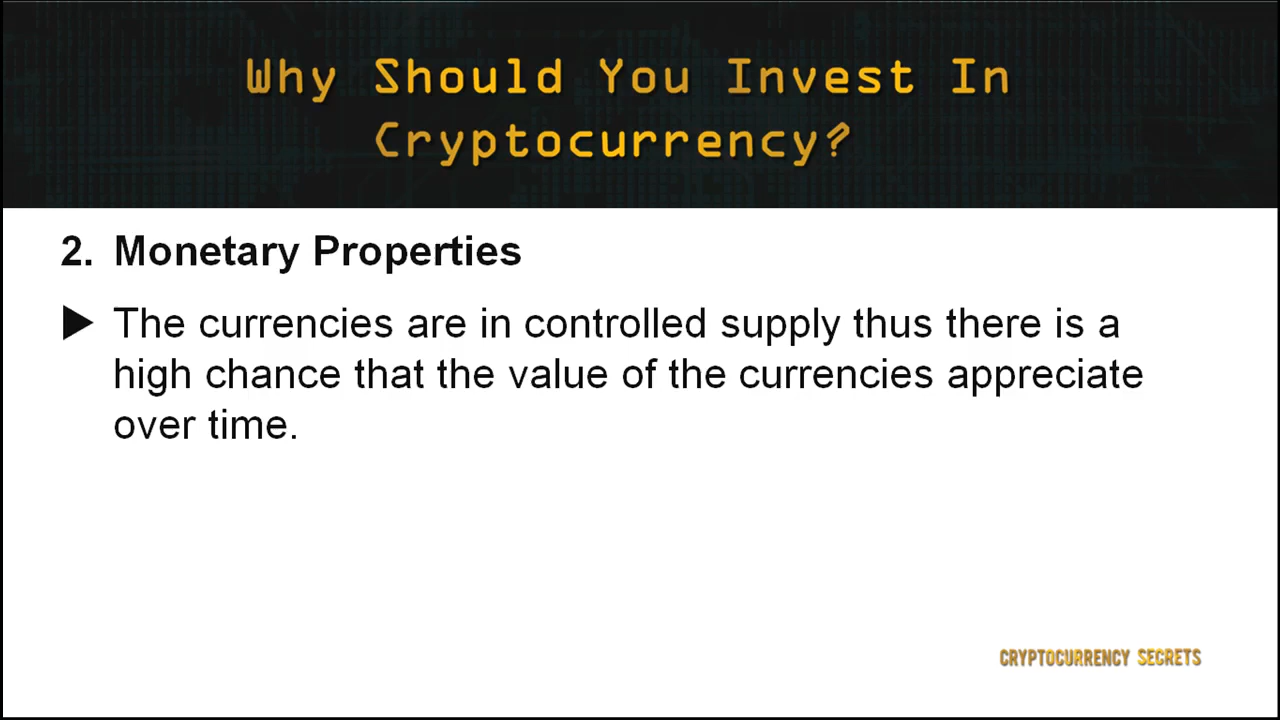 Why Should You Invest In
Cryptocurrency?
2. Monetary Properties
▶ The currencies are in controlled supply thus there is a
high chance that the value of the currencies appreciate
over time.
CRYPTOCURRENCY SECRETS